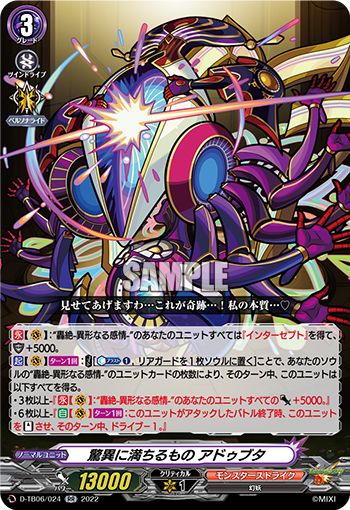 3
グレード
ツインドライブ
ペルソナライド
SAMPLE
見せてあげますわ…これが奇跡…！私の本質…♡
永【】："轟絶-異形なる感情-"のあなたのユニットすべては『インターセプト』を得て、
+5000。
起【】【ターン1回】：【コスト】、リアガードを1枚ソウルに置く】ことで、あなたのソウ
ルの"轟絶-異形なる感情-"のユニットカードの枚数により、そのターン中、このユニットは
以下すべてを得る。
・3枚以上-『永【】："轟絶-異形なる感情-"のあなたのユニットすべての +5000。』
・6枚以上-『自【】【ターン1回】：このユニットがアタックしたバトル終了時、このユニットを
させ、そのターン中、ドライブ－1。』
D-TB06/024 RR 2022
ノーマルユニット
驚異に満ちるもの アドゥブタ
パワー 13000
クリティカル
1
モンスターストライク
幻妖
©MIXI